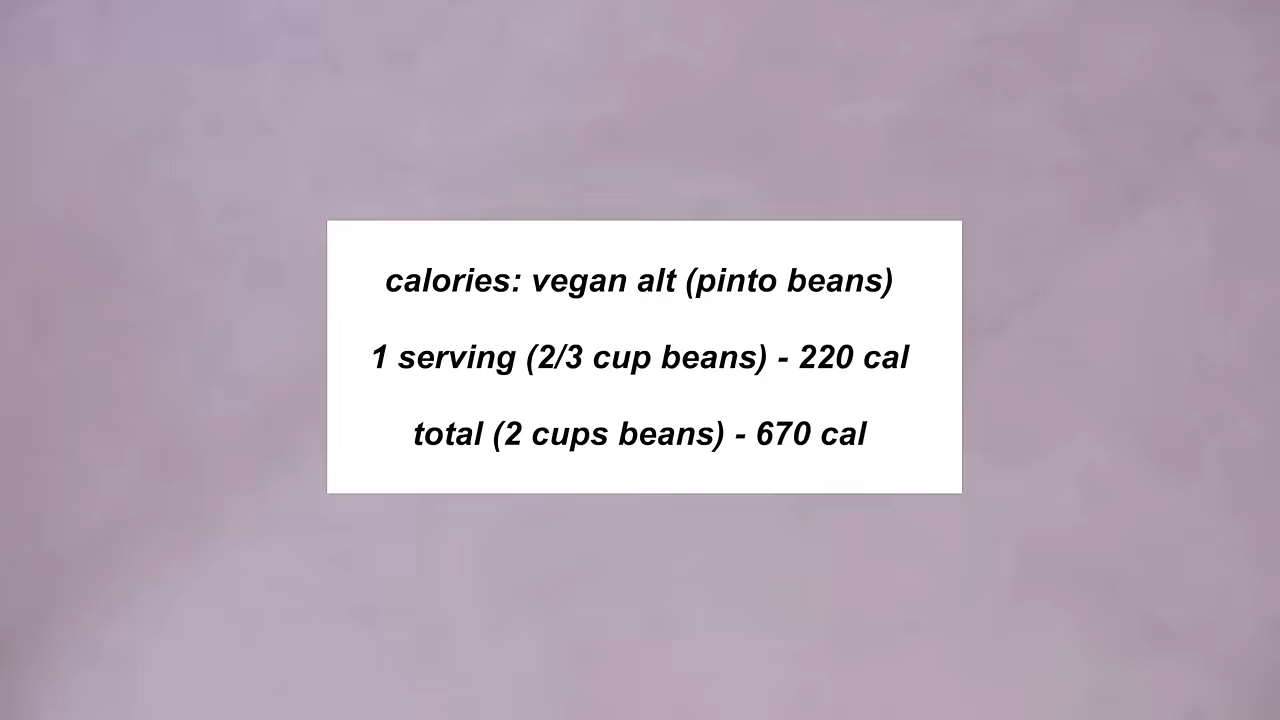 calories: vegan alt (pinto beans)
1 serving (2/3 cup beans) - 220 cal
total (2 cups beans) - 670 cal